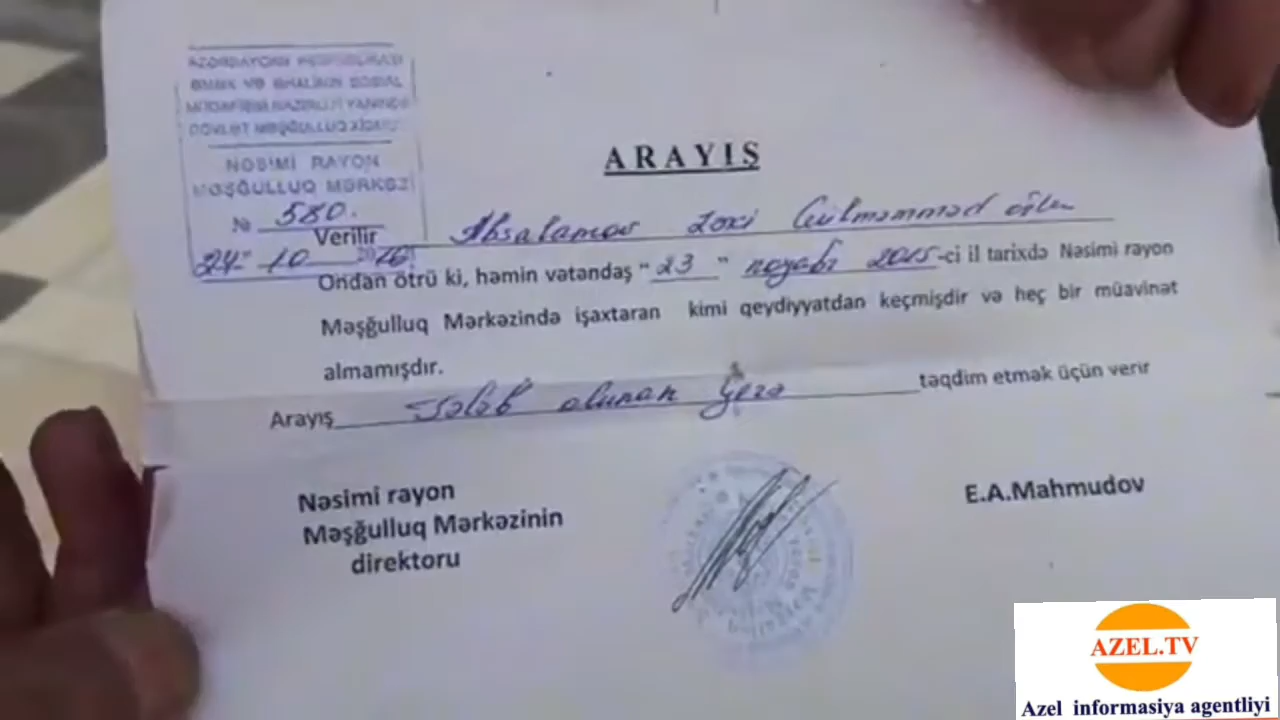 AZƏRBAYCAN RESPUBLİKASI
ƏMƏK VƏ ƏHALİNİN SOSİAL
MÜDAFİƏSİ NAZİRLİYİ YANINDA
DÖVLƏT MƏŞĞULLUQ XİDMƏTİ
NƏSİMİ RAYON
MƏŞĞULLUQ MƏRKƏZİ
№ 580.
24" 10 2016
ARAYIŞ
Verilir Absalamov Zəki Gülməmməd oğlu
Ondan ötrü ki, həmin vətəndaş "23" noyabr 2015-ci il tarixdə Nəsimi rayon
Məşğulluq Mərkəzində işaxtaran kimi qeydiyyatdan keçmişdir və heç bir müavinət
almamışdır.
Arayış tələb olunan yerə təqdim etmək üçün verir
Nəsimi rayon
Məşğulluq Mərkəzinin
direktoru
E.A.Mahmudov
AZEL.TV
Azel informasiya agentliyi